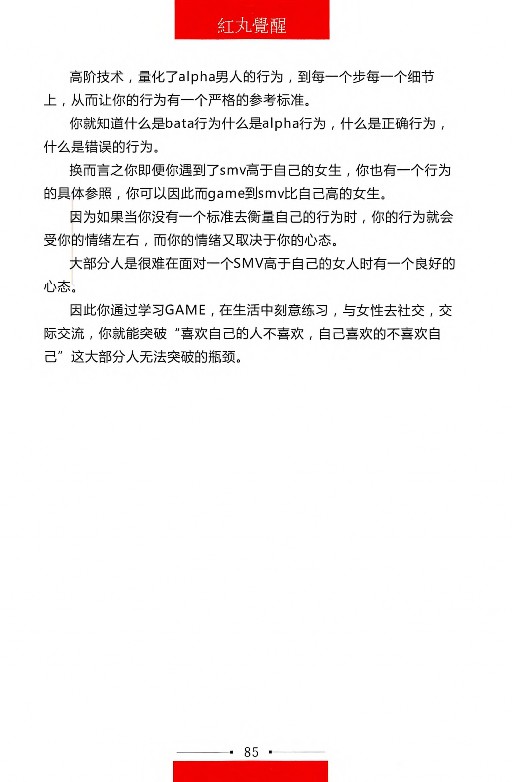 紅丸覺醒
高阶技术，量化了alpha男人的行为，到每一个步每一个细节
上，从而让你的行为有一个严格的参考标准。
你就知道什么是bata行为什么是alpha行为，什么是正确行为，
什么是错误的行为。
换而言之你即便你遇到了smv高于自己的女生，你也有一个行为
的具体参照，你可以因此而game到smv比自己高的女生。
因为如果当你没有一个标准去衡量自己的行为时，你的行为就会
受你的情绪左右，而你的情绪又取决于你的心态。
大部分人是很难在面对一个SMV高于自己的女人时有一个良好的
心态。
因此你通过学习GAME，在生活中刻意练习，与女性去社交，交
际交流，你就能突破“喜欢自己的人不喜欢，自己喜欢的不喜欢自
己”这大部分人无法突破的瓶颈。
85